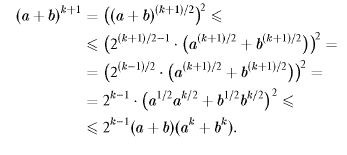 (a + b)^{k+1} = ((a + b)^{(k+1)/2})^2 ⩽
⩽ (2^{(k+1)/2−1} · (a^{(k+1)/2} + b^{(k+1)/2}))^2 =
= (2^{(k−1)/2} · (a^{(k+1)/2} + b^{(k+1)/2}))^2 =
= 2^{k−1} · (a^{1/2}a^{k/2} + b^{1/2}b^{k/2})^2 ⩽
⩽ 2^{k−1}(a + b)(a^k + b^k).